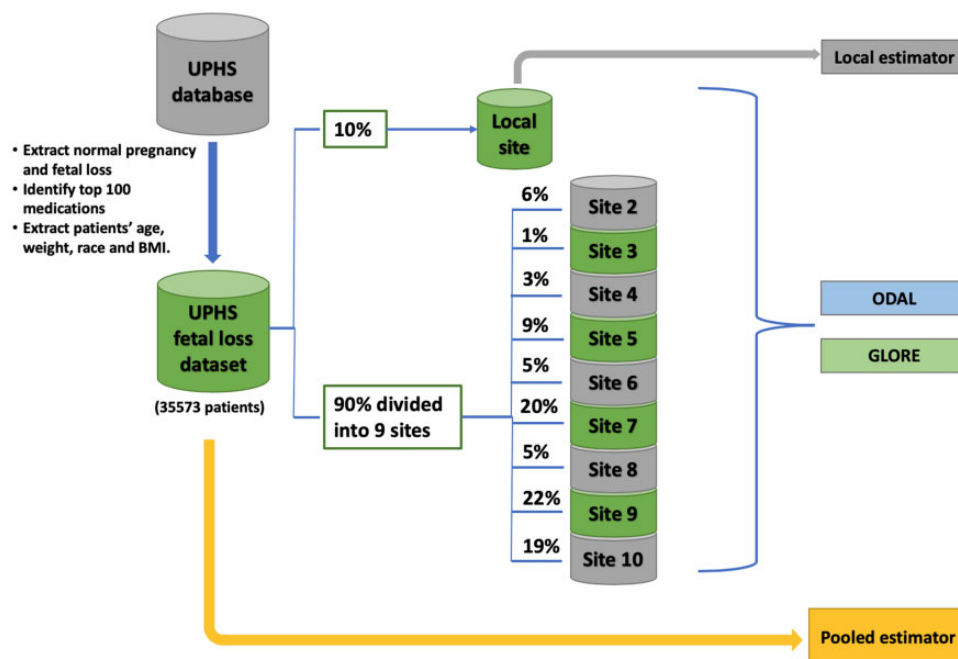 UPHS
database
• Extract normal pregnancy
and fetal loss
• Identify top 100
medications
• Extract patients’ age,
weight, race and BMI.
UPHS
fetal loss
dataset
(35573 patients)
10%
90% divided
into 9 sites
Local
site
6%
Site 2
1%
Site 3
3%
Site 4
9%
Site 5
5%
Site 6
20%
Site 7
5%
Site 8
22%
Site 9
19%
Site 10
Local estimator
ODAL
GLORE
Pooled estimator